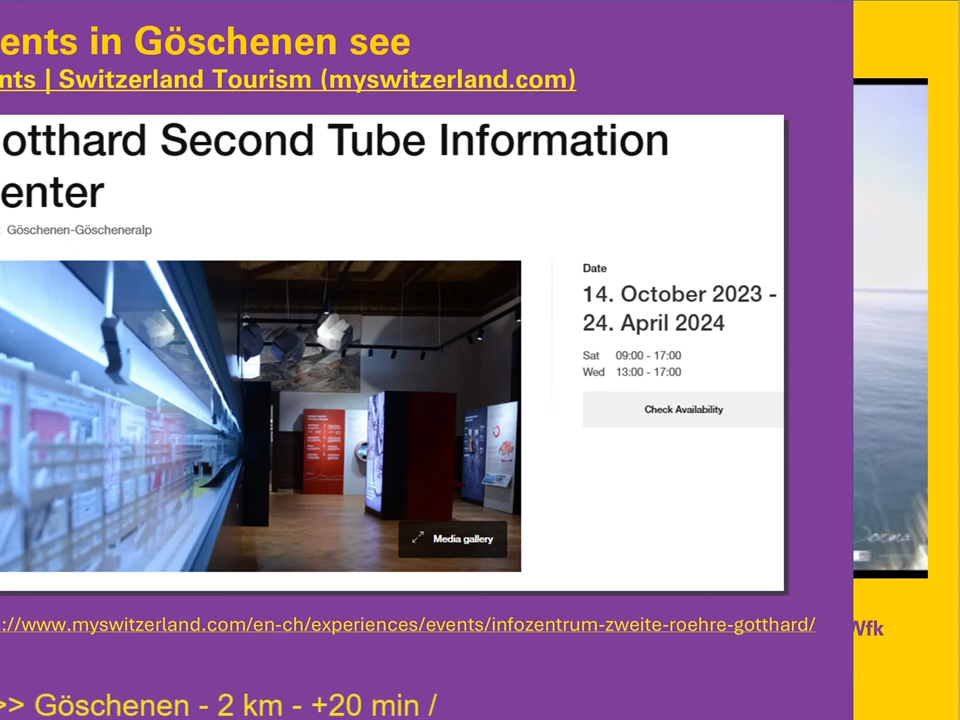 ents in Göschenen see
nts | Switzerland Tourism (myswitzerland.com)
otthard Second Tube Information
enter
: Göschenen-Göscheneralp
Date
14. October 2023 -
24. April 2024
Sat 09:00 - 17:00
Wed 13:00 - 17:00
Check Availability
Media gallery
://www.myswitzerland.com/en-ch/experiences/events/infozentrum-zweite-roehre-gotthard/
Wfk
>> Göschenen - 2 km - +20 min /